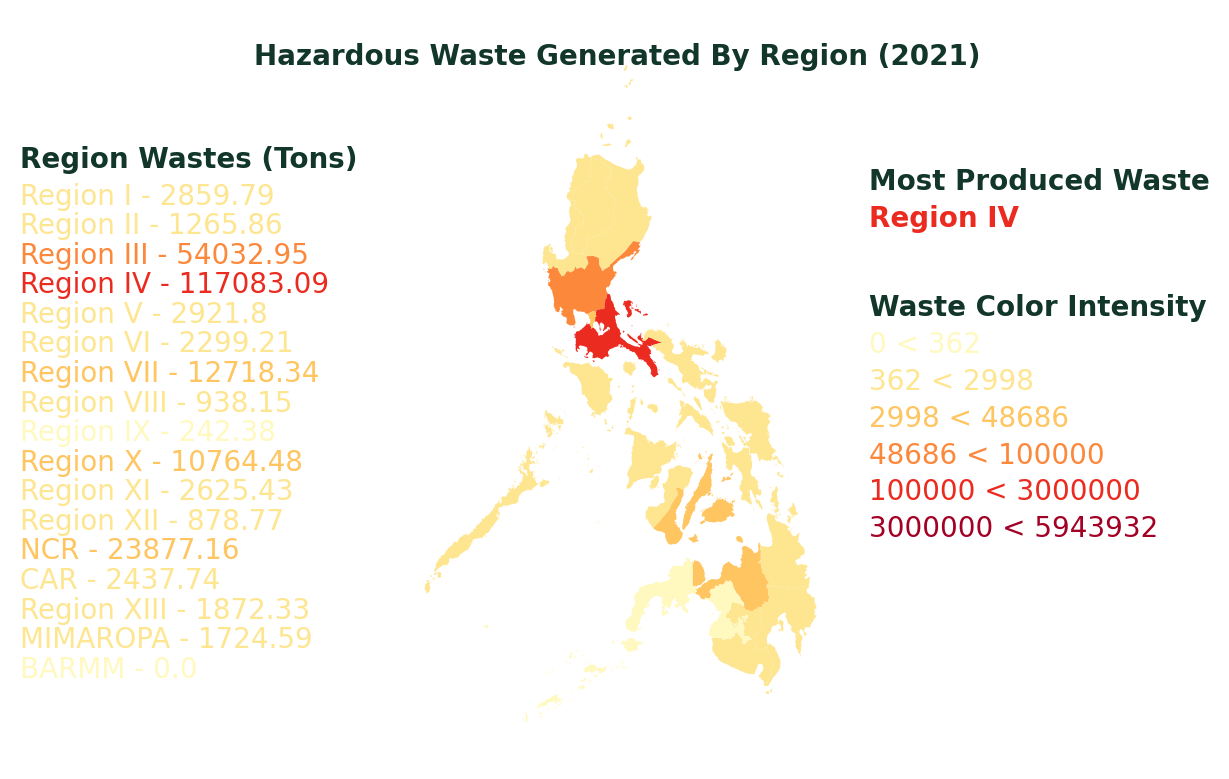 Hazardous Waste Generated By Region (2021)
Region Wastes (Tons)
Region I - 2859.79
Region II - 1265.86
Region III - 54032.95
Region IV - 117083.09
Region V - 2921.8
Region VI - 2299.21
Region VII - 12718.34
Region VIII - 938.15
Region IX - 242.38
Region X - 10764.48
Region XI - 2625.43
Region XII - 878.77
NCR - 23877.16
CAR - 2437.74
Region XIII - 1872.33
MIMAROPA - 1724.59
BARMM - 0.0
Most Produced Waste
Region IV
Waste Color Intensity
0 < 362
362 < 2998
2998 < 48686
48686 < 100000
100000 < 3000000
3000000 < 5943932